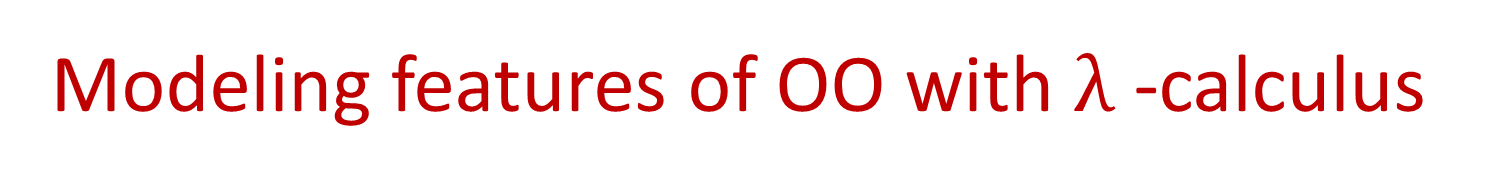 Modeling features of OO with λ -calculus